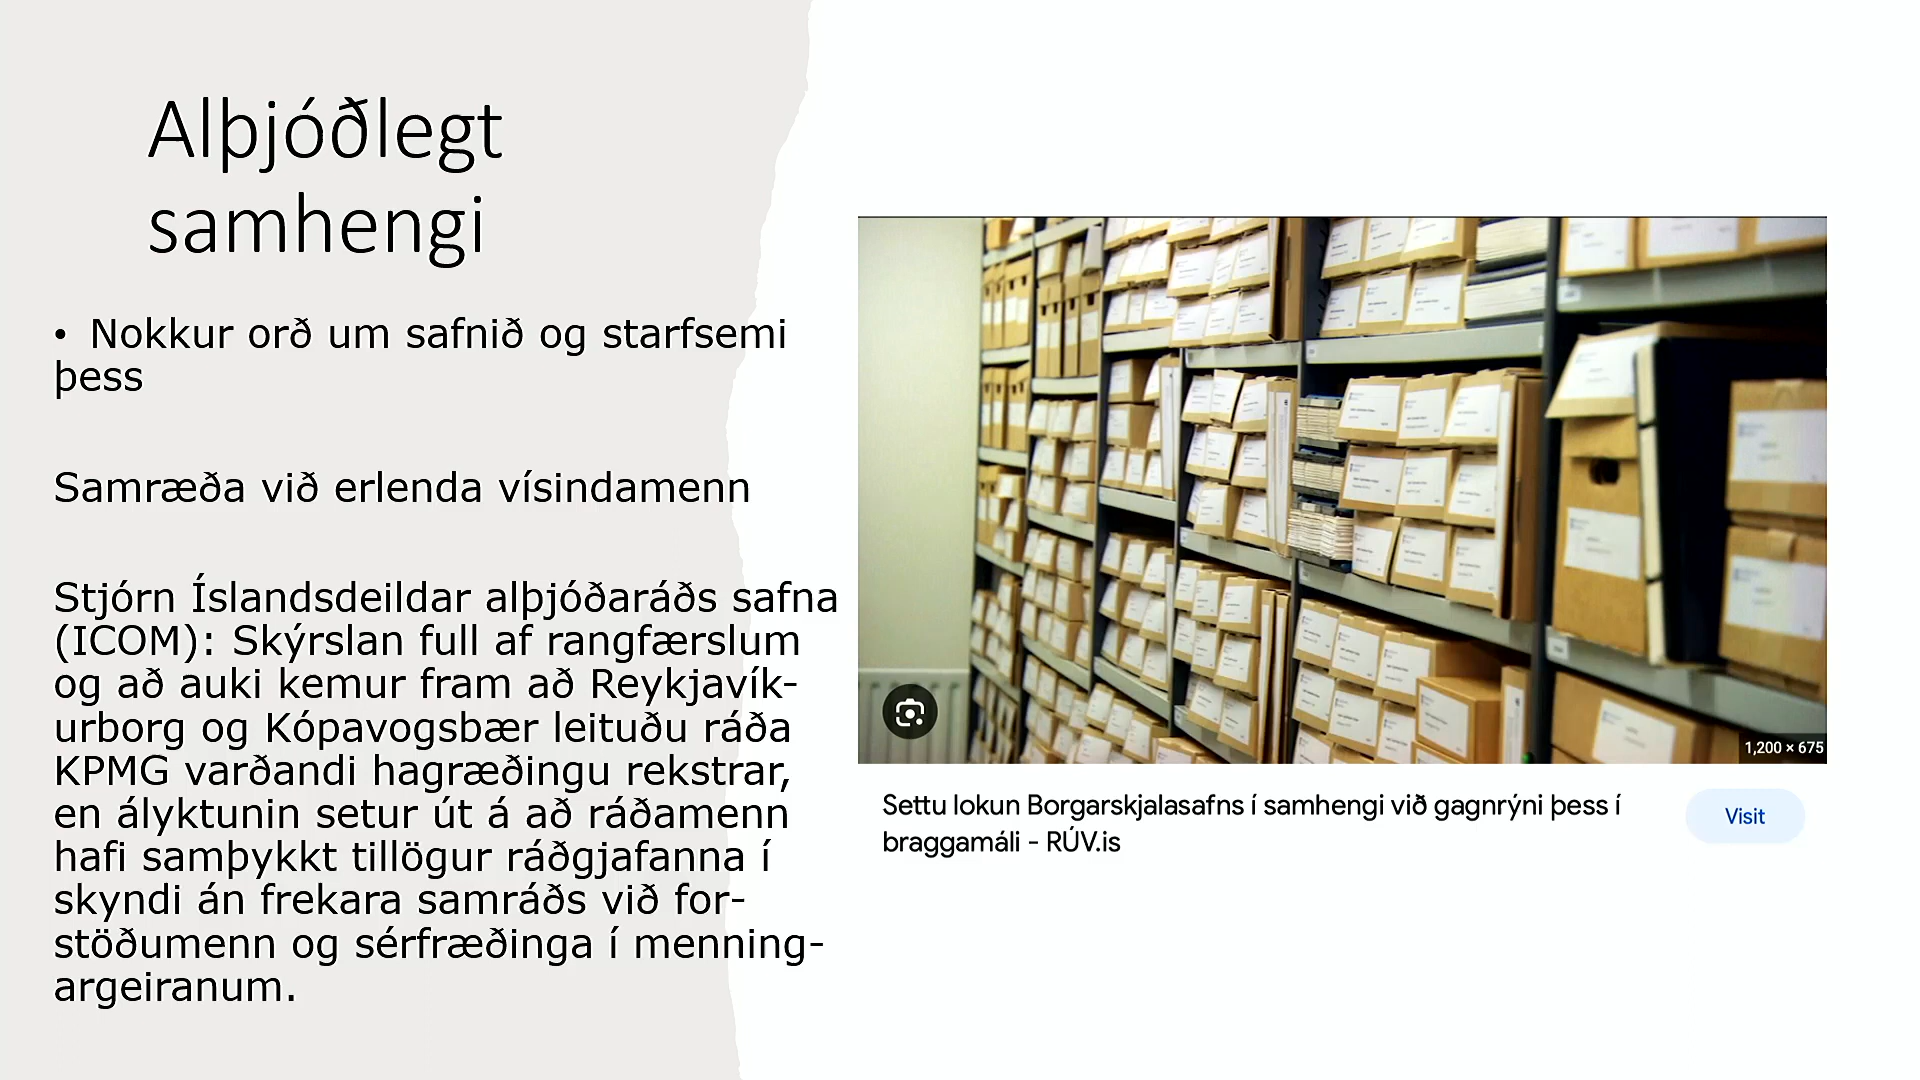 Alþjóðlegt
samhengi
• Nokkur orð um safnið og starfsemi
þess
Samræða við erlenda vísindamenn
Stjórn Íslandsdeildar alþjóðaráðs safna
(ICOM): Skýrslan full af rangfærslum
og að auki kemur fram að Reykjavík-
urborg og Kópavogsbær leituðu ráða
KPMG varðandi hagræðingu rekstrar,
en ályktunin setur út á að ráðamenn
hafi samþykkt tillögur ráðgjafanna í
skyndi án frekara samráðs við for-
stöðumenn og sérfræðinga í menning-
argeiranum.
1,200 × 675
Settu lokun Borgarskjalasafns í samhengi við gagnrýni þess í
braggamáli - RÚV.is
Visit